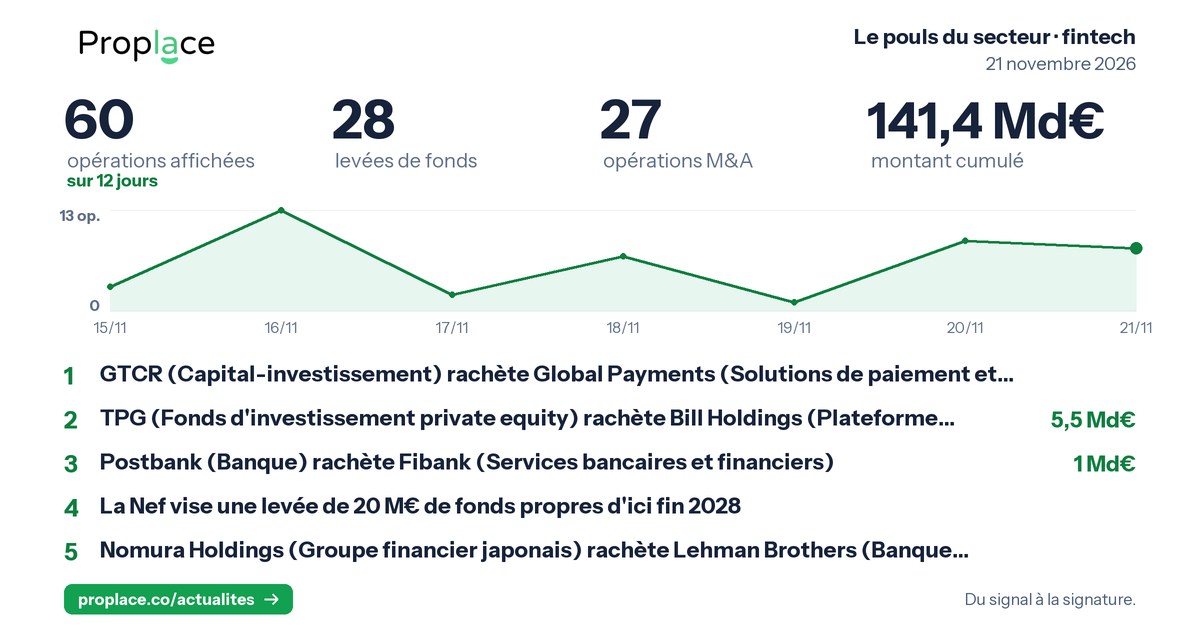 Proplace
Le pouls du secteur · fintech
21 novembre 2026
60
opérations affichées
sur 12 jours
28
levées de fonds
27
opérations M&A
141,4 Md€
montant cumulé
13 op.
0
15/11
16/11
17/11
18/11
19/11
20/11
21/11
1 GTCR (Capital-investissement) rachète Global Payments (Solutions de paiement et...
2 TPG (Fonds d'investissement private equity) rachète Bill Holdings (Plateforme... 5,5 Md€
3 Postbank (Banque) rachète Fibank (Services bancaires et financiers) 1 Md€
4 La Nef vise une levée de 20 M€ de fonds propres d'ici fin 2028
5 Nomura Holdings (Groupe financier japonais) rachète Lehman Brothers (Banque...
proplace.co/actualites →
Du signal à la signature.